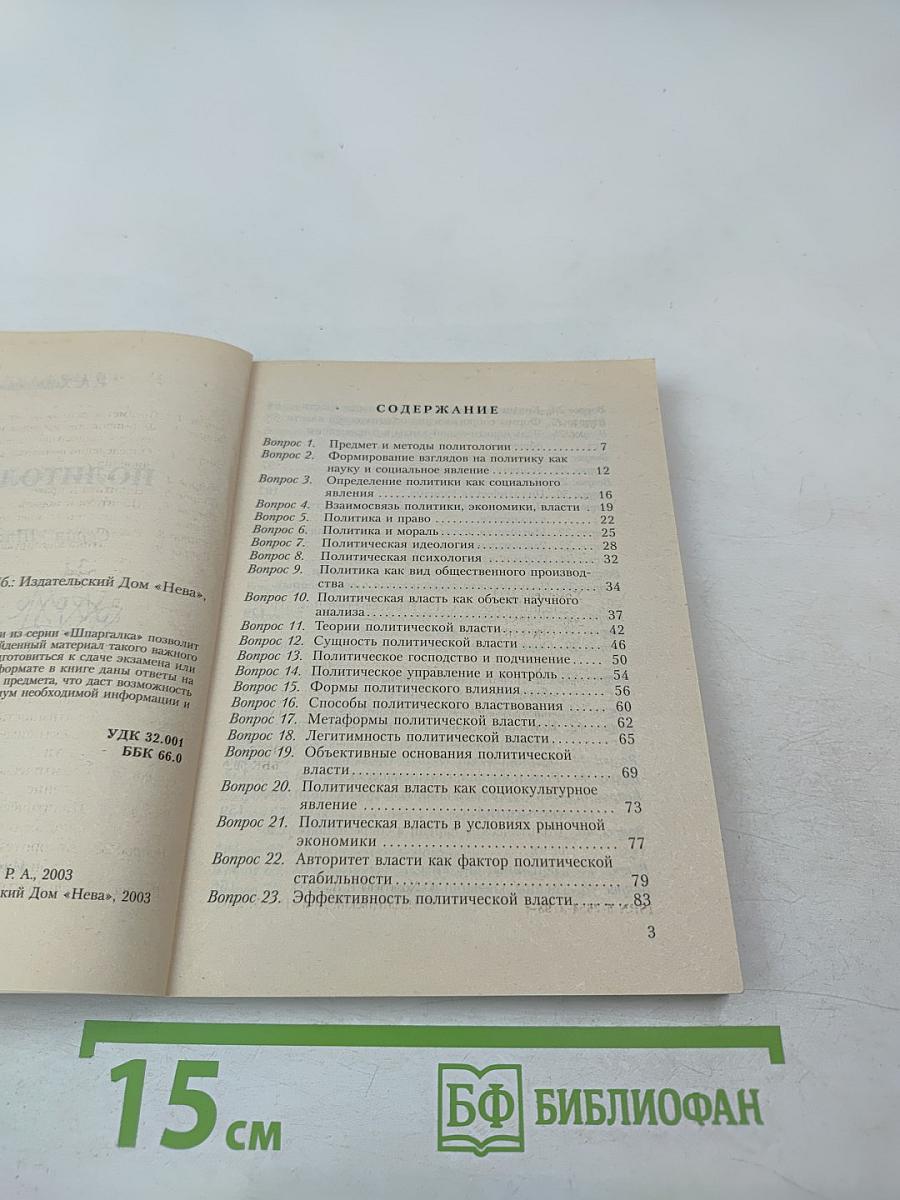 б.: Издательский Дом «Нева»,
и из серии «Шпаргалка» позволит
йденный материал такого важного
дготовиться к сдаче экзамена или
формате в книге даны ответы на
предмета, что даст возможность
ум необходимой информации и
УДК 32.001
ББК 66.0
Р. А., 2003
кий Дом «Нева», 2003
СОДЕРЖАНИЕ
Вопрос 1. Предмет и методы политологии ............. 7
Вопрос 2. Формирование взглядов на политику как
науку и социальное явление ............... 12
Вопрос 3. Определение политики как социального
явления ................................ 16
Вопрос 4. Взаимосвязь политики, экономики, власти . 19
Вопрос 5. Политика и право ...................... 22
Вопрос 6. Политика и мораль ..................... 25
Вопрос 7. Политическая идеология ................ 28
Вопрос 8. Политическая психология ............... 32
Вопрос 9. Политика как вид общественного производ-
ства ................................... 34
Вопрос 10. Политическая власть как объект научного
анализа ................................ 37
Вопрос 11. Теории политической власти ............ 42
Вопрос 12. Сущность политической власти .......... 46
Вопрос 13. Политическое господство и подчинение .... 50
Вопрос 14. Политическое управление и контроль ...... 54
Вопрос 15. Формы политического влияния ........... 56
Вопрос 16. Способы политического властвования ...... 60
Вопрос 17. Метаформы политической власти .......... 62
Вопрос 18. Легитимность политической власти ........ 65
Вопрос 19. Объективные основания политической
власти ................................. 69
Вопрос 20. Политическая власть как социокультурное
явление ................................ 73
Вопрос 21. Политическая власть в условиях рыночной
экономики .............................. 77
Вопрос 22. Авторитет власти как фактор политической
стабильности ........................... 79
Вопрос 23. Эффективность политической власти ....... 83
3
15 см
БФ БИБЛИОФАН